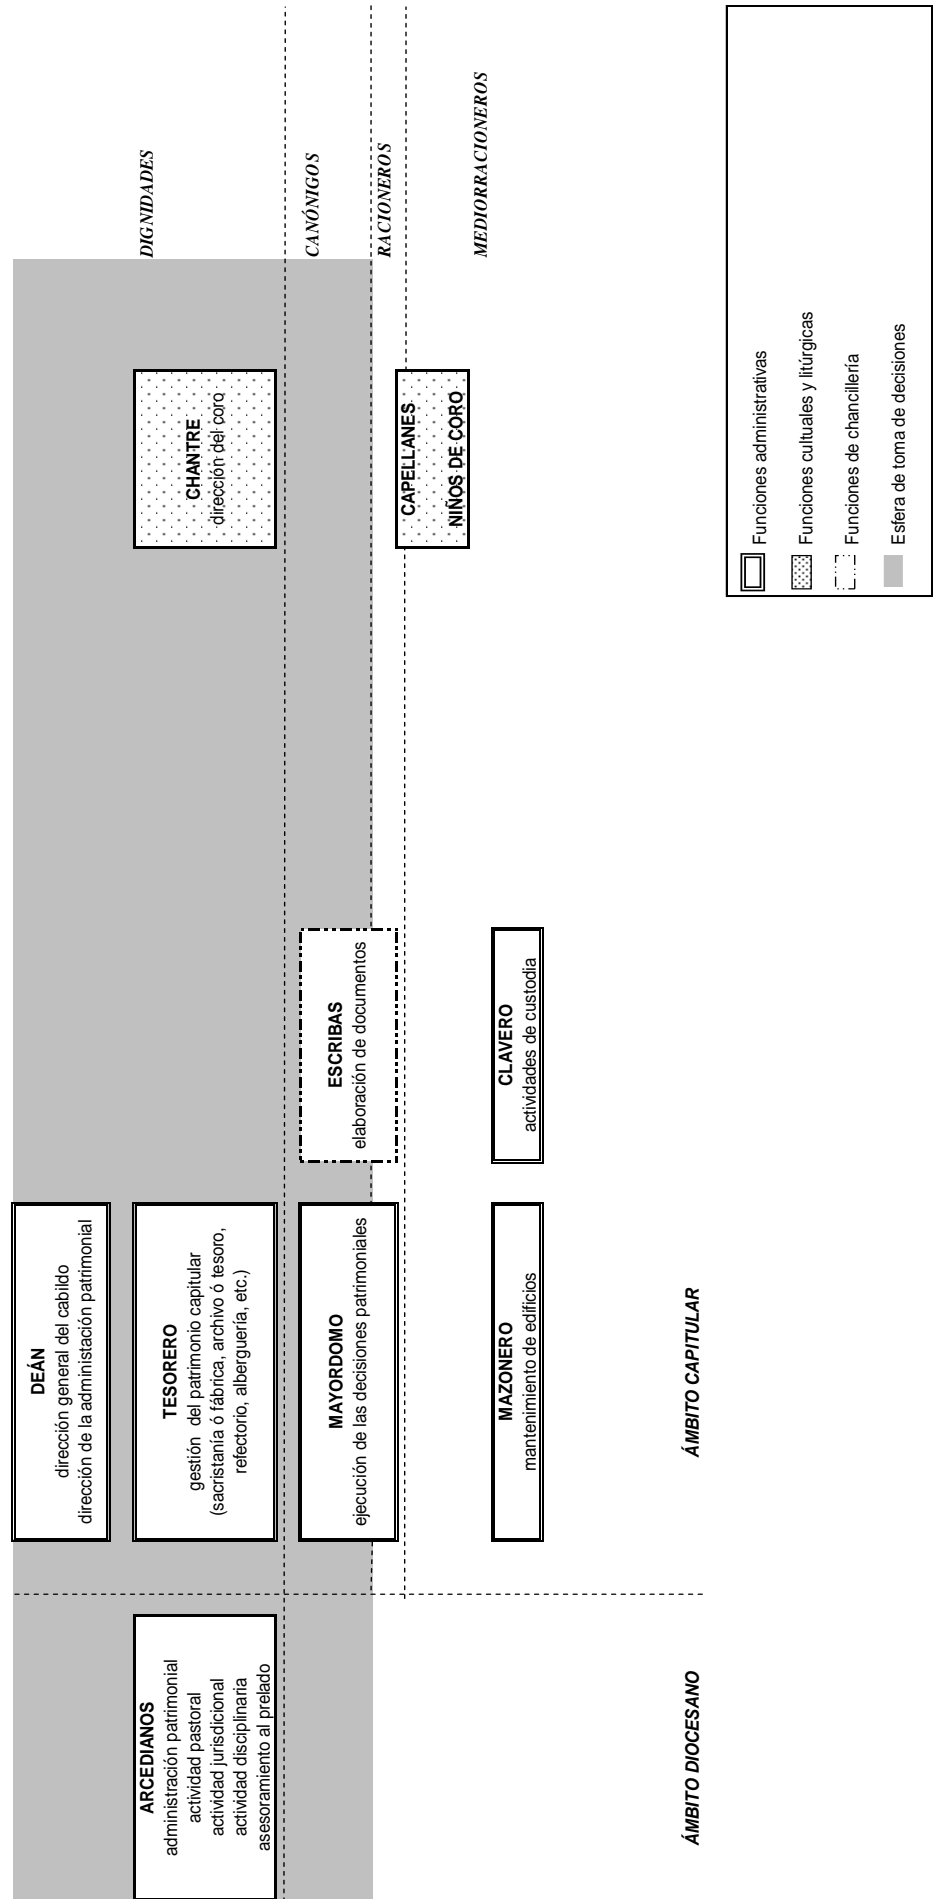 DIGNIDADES
CANÓNIGOS
RACIONEROS
MEDIORRACIONEROS
DEÁN
dirección general del cabildo
dirección de la administación patrimonial
ARCEDIANOS
administración patrimonial
actividad pastoral
actividad jurisdicional
actividad disciplinaria
asesoramiento al prelado
TESORERO
gestión del patrimonio capitular
(sacristanía ó fábrica, archivo ó tesoro,
refectorio, alberguería, etc.)
CHANTRE
dirección del coro
MAYORDOMO
ejecución de las decisiones patrimoniales
ESCRIBAS
elaboración de documentos
CAPELLANES
NIÑOS DE CORO
MAZONERO
mantenimiento de edificios
CLAVERO
actividades de custodia
ÁMBITO DIOCESANO
ÁMBITO CAPITULAR
Funciones administrativas
Funciones cultuales y litúrgicas
Funciones de chancillería
Esfera de toma de decisiones